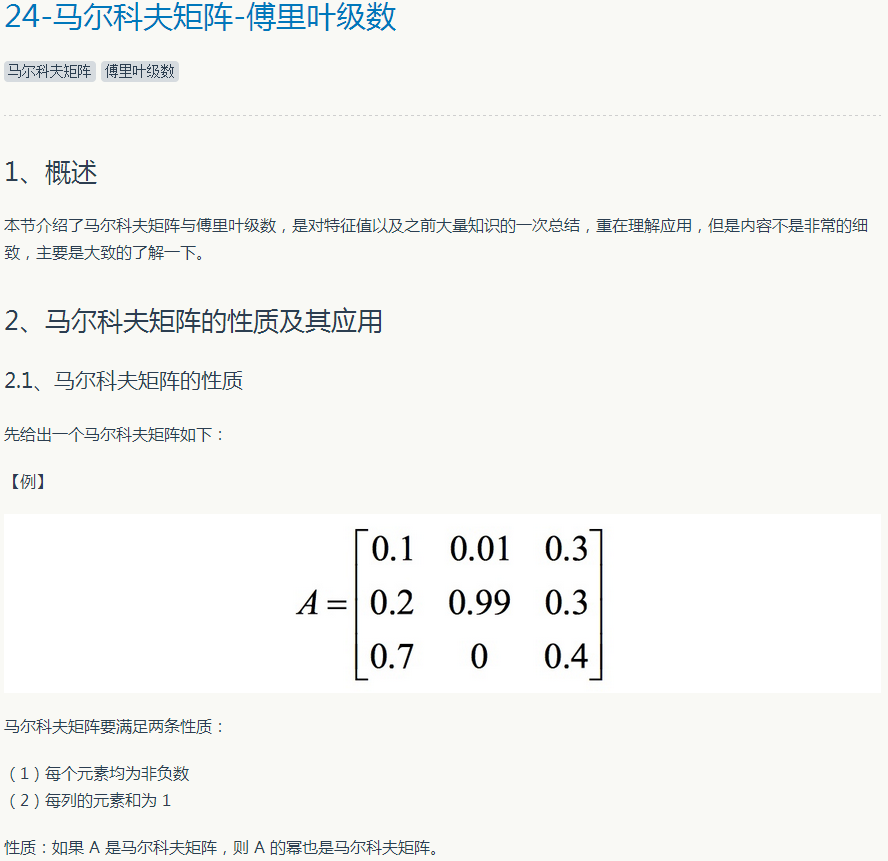 24-马尔科夫矩阵-傅里叶级数
马尔科夫矩阵 傅里叶级数
1、概述
本节介绍了马尔科夫矩阵与傅里叶级数，是对特征值以及之前大量知识的一次总结，重在理解应用，但是内容不是非常的细
致，主要是大致的了解一下。
2、马尔科夫矩阵的性质及其应用
2.1、马尔科夫矩阵的性质
先给出一个马尔科夫矩阵如下：
【例】
0.1 0.01 0.3
A = 0.2 0.99 0.3
0.7 0 0.4
马尔科夫矩阵要满足两条性质：
（1）每个元素均为非负数
（2）每列的元素和为 1
性质：如果 A 是马尔科夫矩阵，则 A 的幂也是马尔科夫矩阵。